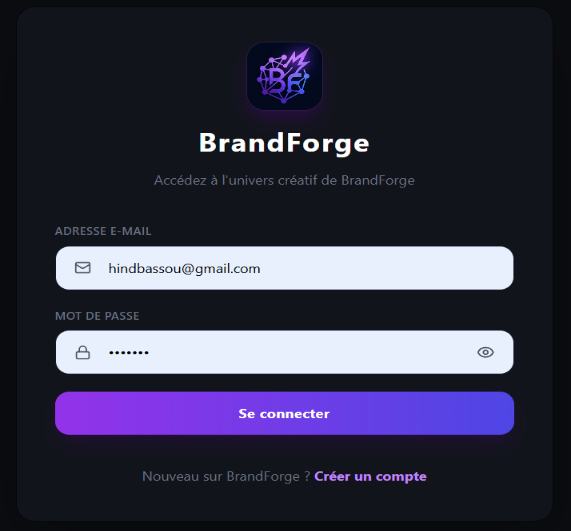 BF
BrandForge
Accédez à l'univers créatif de BrandForge
ADRESSE E-MAIL
hindbassou@gmail.com
MOT DE PASSE
•••••••
Se connecter
Nouveau sur BrandForge ? Créer un compte